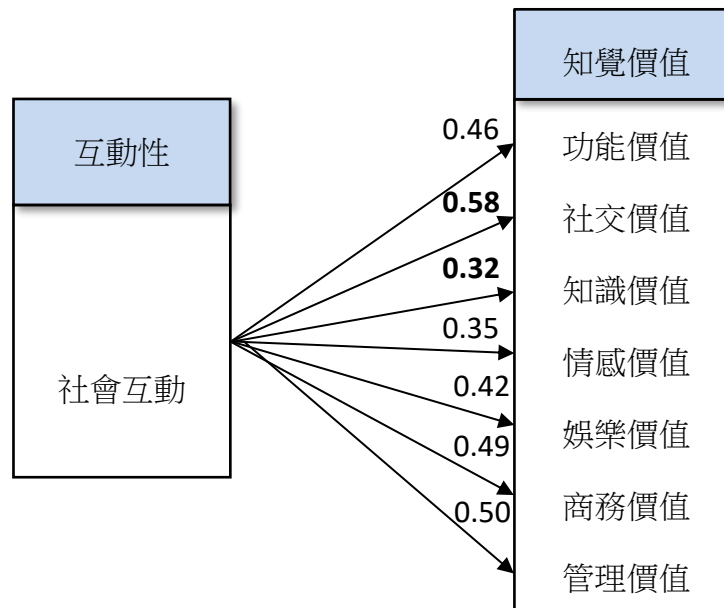 互動性
社會互動
0.46
0.58
0.32
0.35
0.42
0.49
0.50
知覺價值
功能價值
社交價值
知識價值
情感價值
娛樂價值
商務價值
管理價值